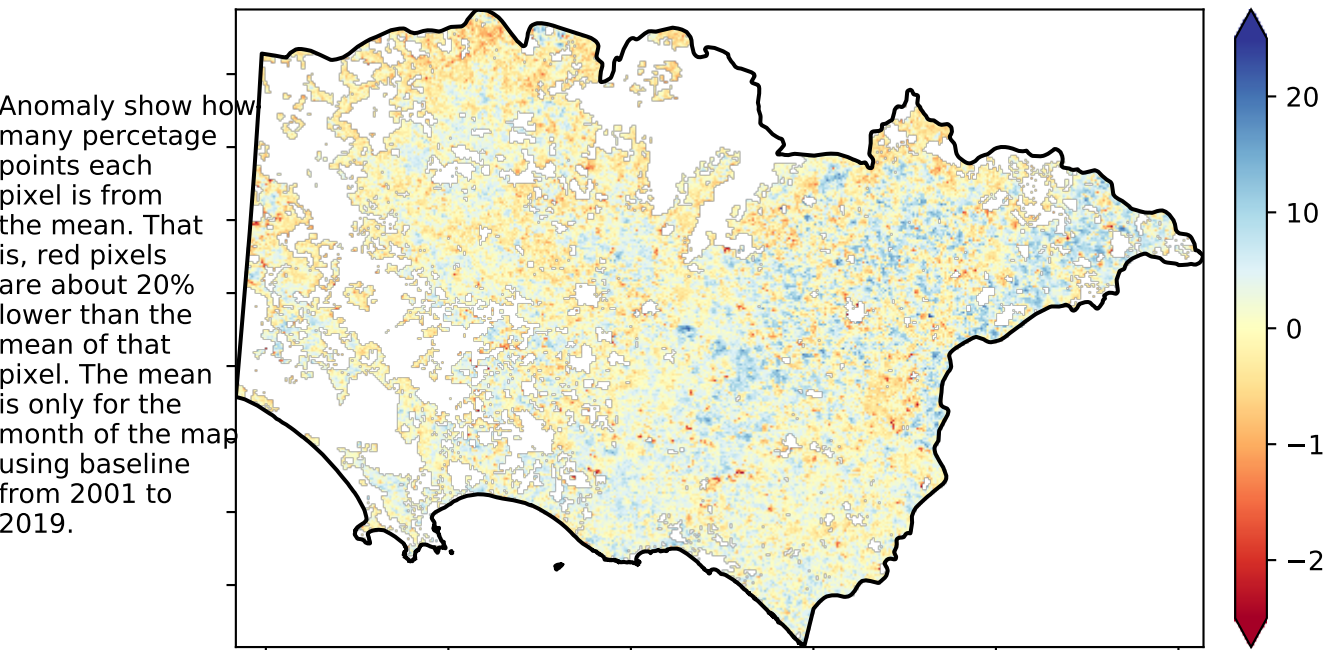 Anomaly show how
many percetage
points each
pixel is from
the mean. That
is, red pixels
are about 20%
lower than the
mean of that
pixel. The mean
is only for the
month of the map
using baseline
from 2001 to
2019.
20
10
0
−1
−2